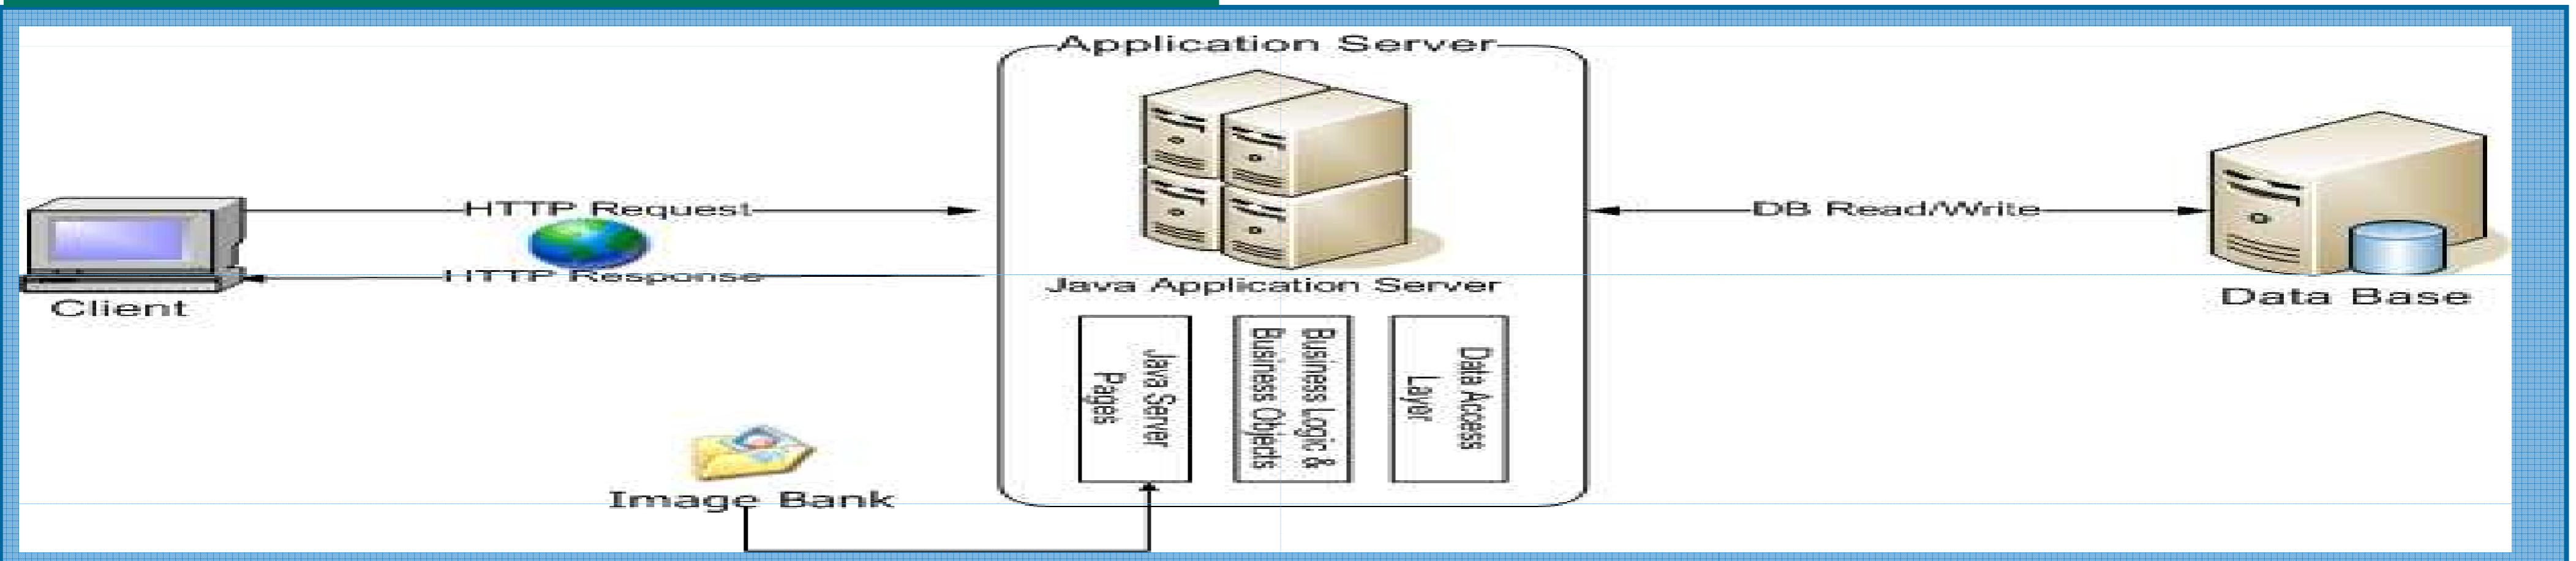 Application Server
HTTP Request
HTTP Response
Client
Java Application Server
DB Read/Write
Data Base
Java Server
Pages
Business Logic &
Business Objects
Data Access
Layer
Image Bank